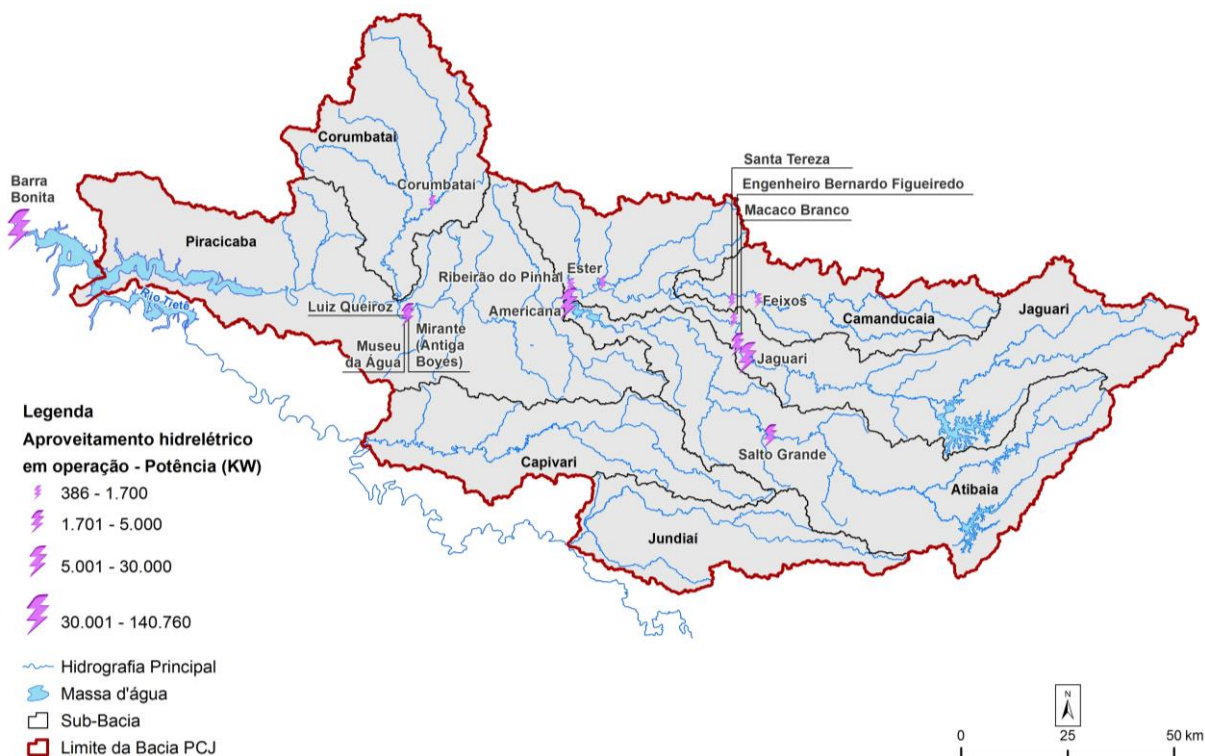 Santa Tereza
Engenheiro Bernardo Figueiredo
Macaco Branco
Corumbataí
Barra
Bonita
Corumbataí
Piracicaba
Ribeirão do Pinhal
Ester
Feixos
Camanducaia
Jaguari
Rio Tietê
Luiz Queiroz
Americana
Museu
da Água
Mirante
(Antiga
Boyes)
Jaguari
Salto Grande
Capivari
Atibaia
Jundiaí
Legenda
Aproveitamento hidrelétrico
em operação - Potência (KW)
386 - 1.700
1.701 - 5.000
5.001 - 30.000
30.001 - 140.760
Hidrografia Principal
Massa d'água
Sub-Bacia
Limite da Bacia PCJ
N
0 25 50 km